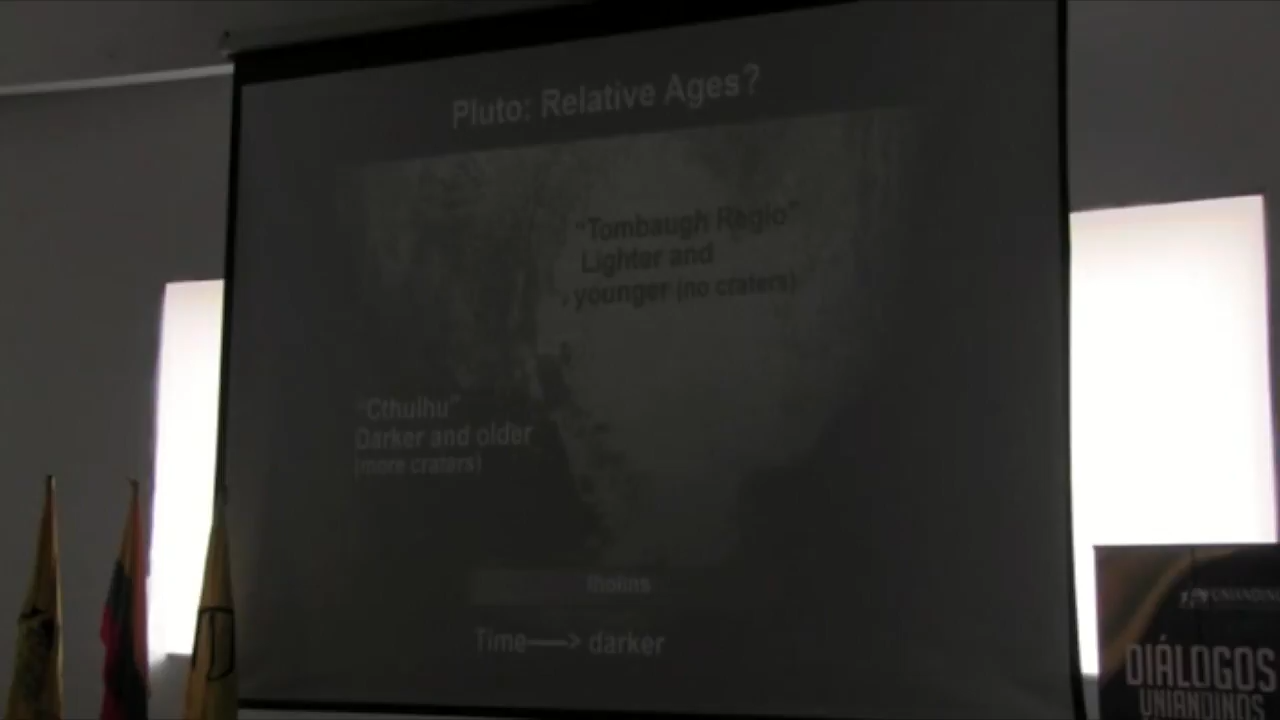 Pluto: Relative Ages?
"Tombaugh Regio"
Lighter and
younger (no craters)
"Cthulhu"
Darker and older
(more craters)
tholins
Time—> darker
DIÁLOGOS
UNIANDINOS